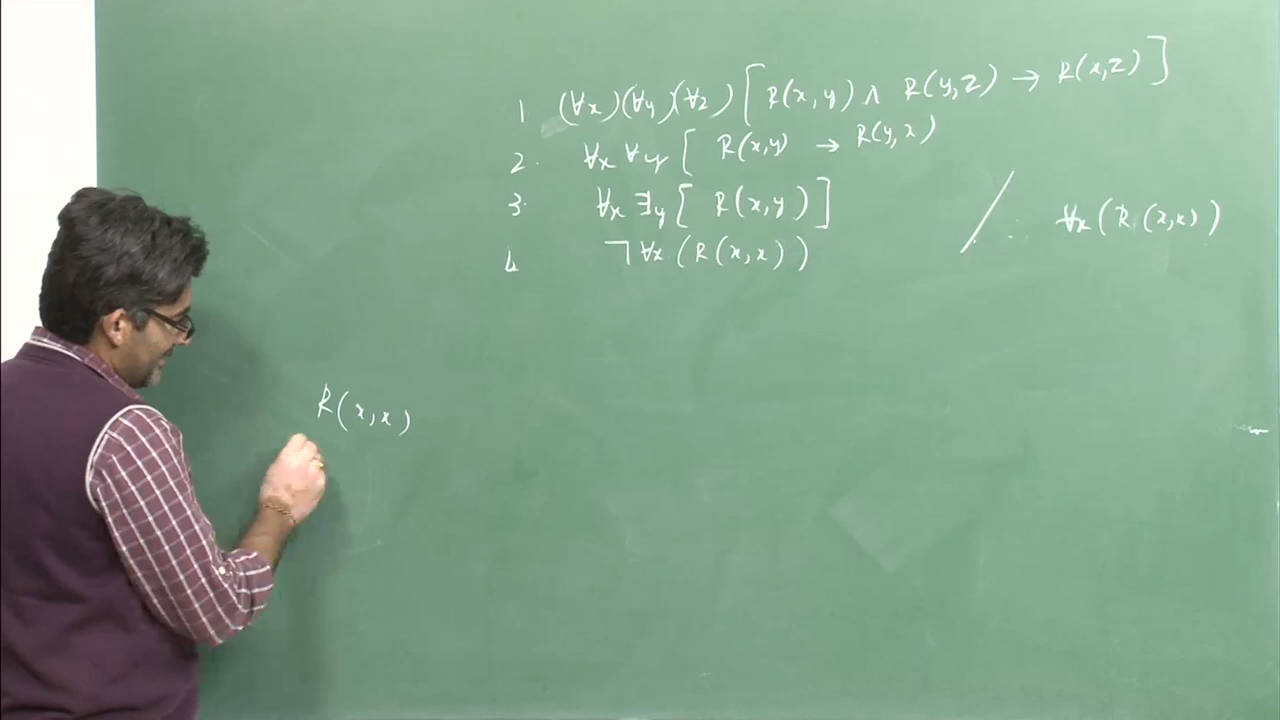 1. (∀x)(∀y)(∀z)[R(x,y) ∧ R(y,z) → R(x,z)]
2. ∀x ∀y [ R(x,y) → R(y,x)
3. ∀x ∃y [ R(x,y) ]
∴ ∀x (R (x,x))
4 ¬∀x (R(x,x))
R(x,x)